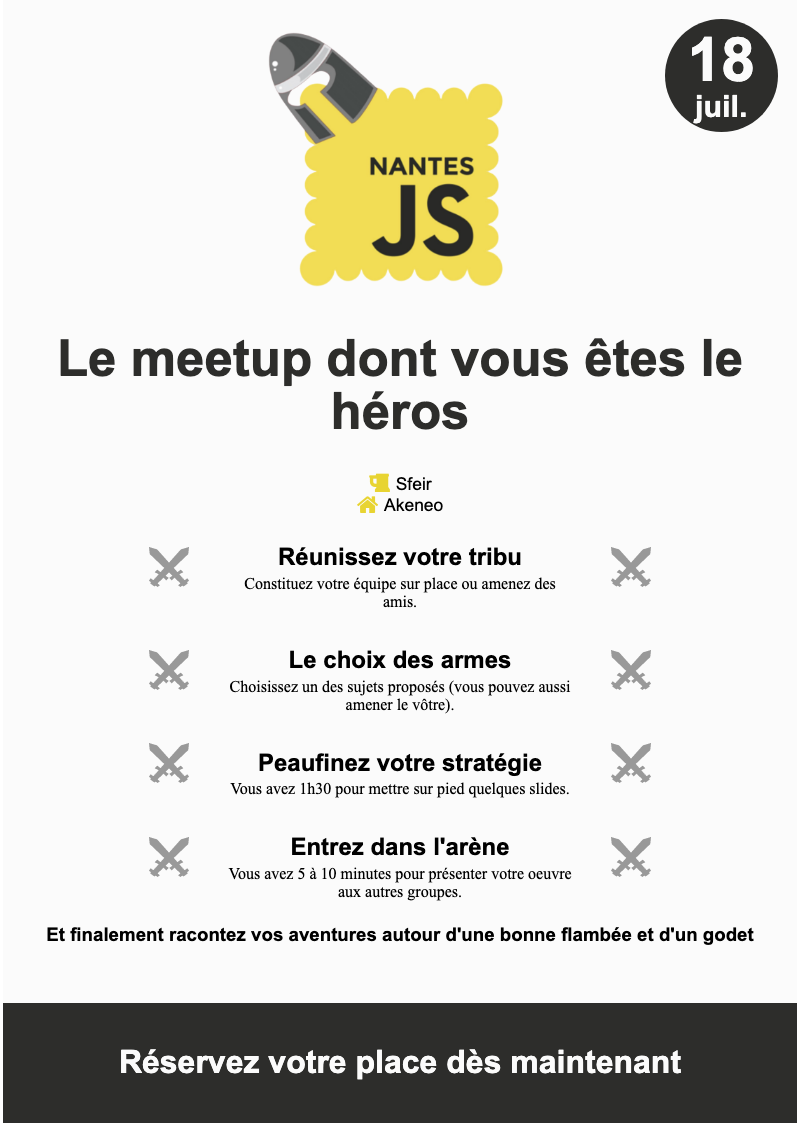 18
juil.
NANTES
JS
Le meetup dont vous êtes le
héros
Sfeir
Akeneo
Réunissez votre tribu
Constituez votre équipe sur place ou amenez des
amis.
Le choix des armes
Choisissez un des sujets proposés (vous pouvez aussi
amener le vôtre).
Peaufinez votre stratégie
Vous avez 1h30 pour mettre sur pied quelques slides.
Entrez dans l'arène
Vous avez 5 à 10 minutes pour présenter votre oeuvre
aux autres groupes.
Et finalement racontez vos aventures autour d'une bonne flambée et d'un godet
Réservez votre place dès maintenant